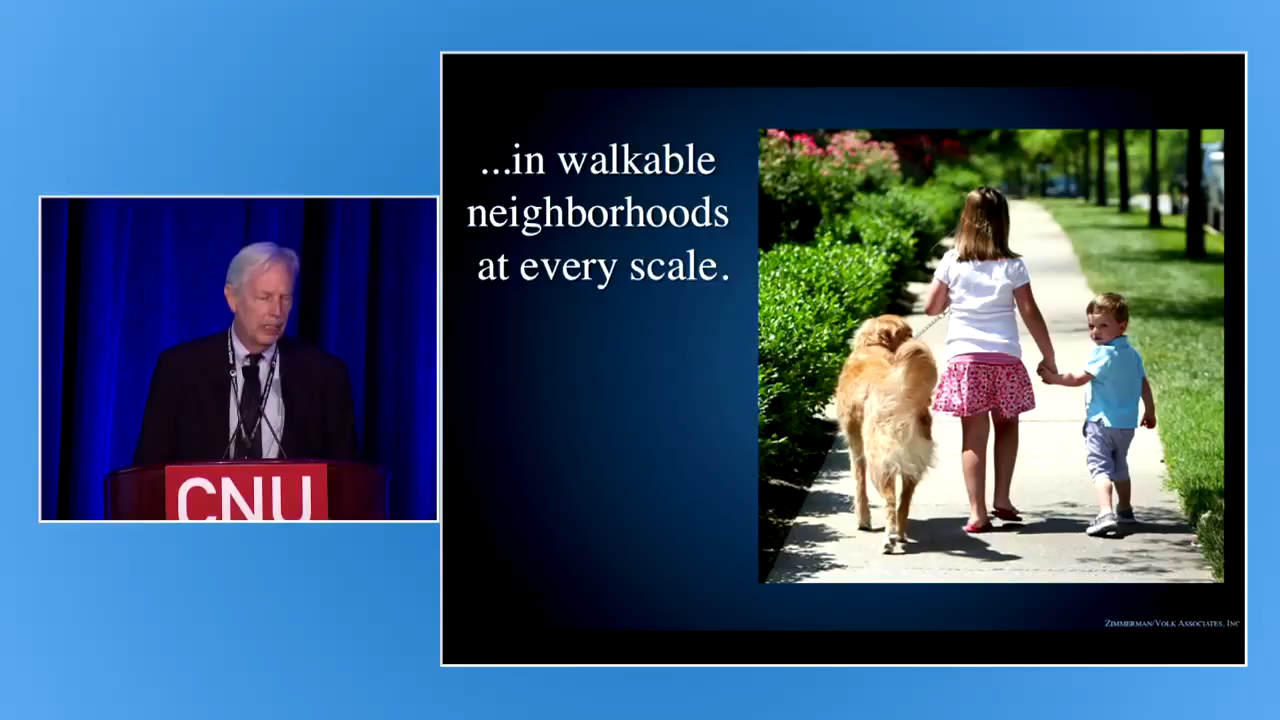 ...in walkable
neighborhoods
at every scale.
CNU
ZIMMERMAN/VOLK ASSOCIATES, INC